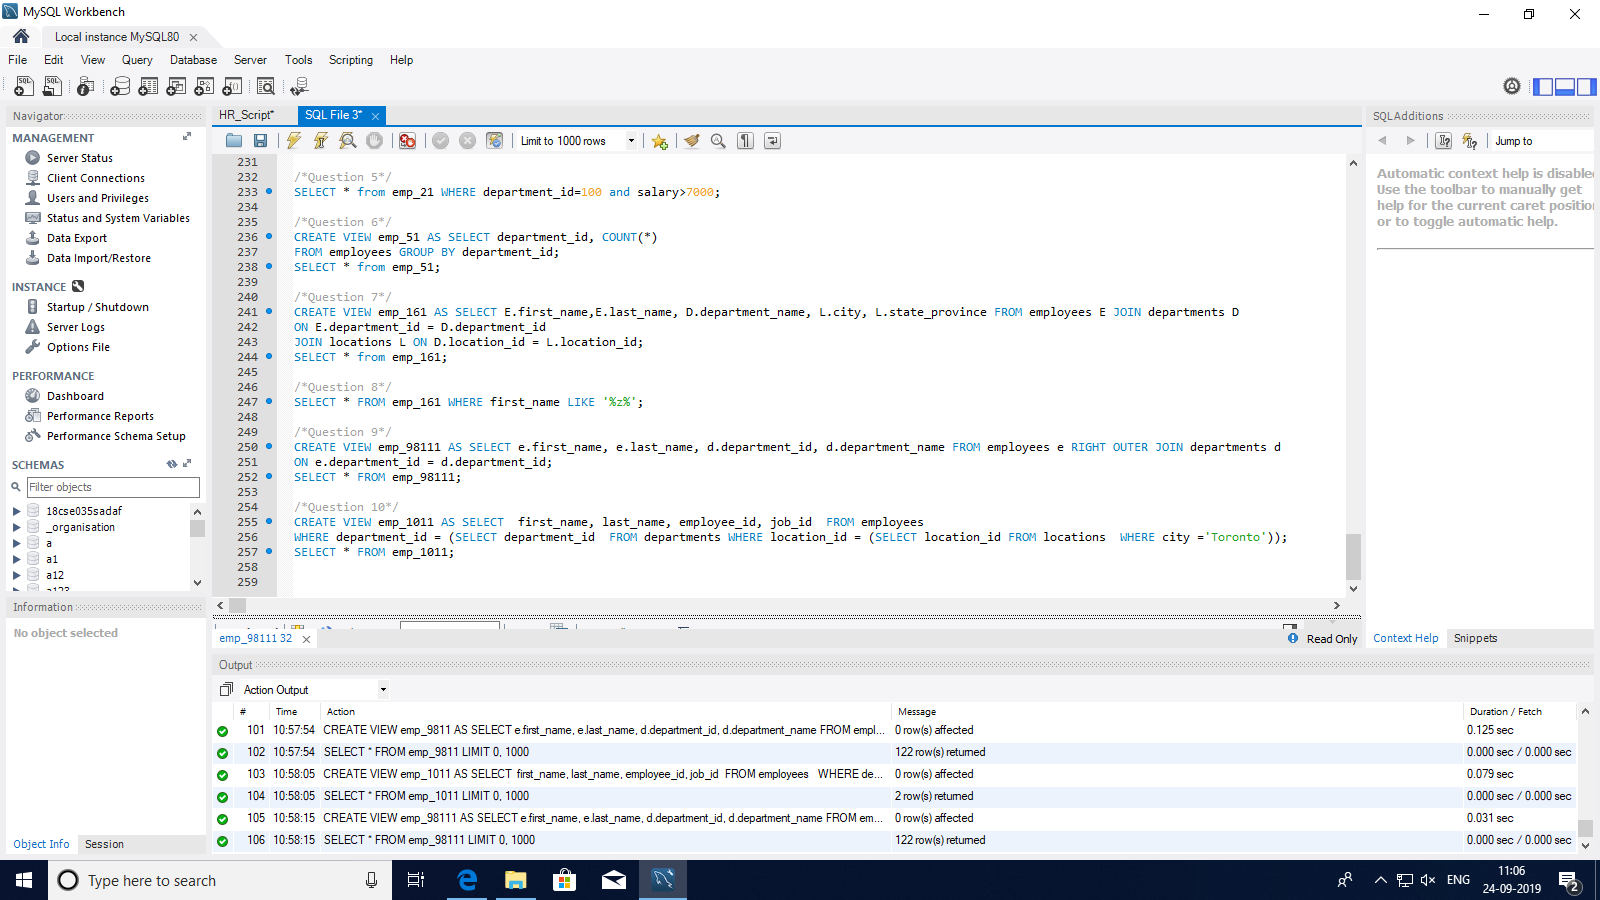 MySQL Workbench
Local instance MySQL80
File Edit View Query Database Server Tools Scripting Help
Navigator
MANAGEMENT
Server Status
Client Connections
Users and Privileges
Status and System Variables
Data Export
Data Import/Restore
INSTANCE
Startup / Shutdown
Server Logs
Options File
PERFORMANCE
Dashboard
Performance Reports
Performance Schema Setup
SCHEMAS
Filter objects
18cse035sadaf
_organisation
a
a1
a12
a123
Information
No object selected
Object Info Session
HR_Script* SQL File 3*
Limit to 1000 rows
231
232 /*Question 5*/
233 SELECT * from emp_21 WHERE department_id=100 and salary>7000;
234
235 /*Question 6*/
236 CREATE VIEW emp_51 AS SELECT department_id, COUNT(*)
237 FROM employees GROUP BY department_id;
238 SELECT * from emp_51;
239
240 /*Question 7*/
241 CREATE VIEW emp_161 AS SELECT E.first_name,E.last_name, D.department_name, L.city, L.state_province FROM employees E JOIN departments D
242 ON E.department_id = D.department_id
243 JOIN locations L ON D.location_id = L.location_id;
244 SELECT * from emp_161;
245
246 /*Question 8*/
247 SELECT * FROM emp_161 WHERE first_name LIKE '%z%';
248
249 /*Question 9*/
250 CREATE VIEW emp_98111 AS SELECT e.first_name, e.last_name, d.department_id, d.department_name FROM employees e RIGHT OUTER JOIN departments d
251 ON e.department_id = d.department_id;
252 SELECT * FROM emp_98111;
253
254 /*Question 10*/
255 CREATE VIEW emp_1011 AS SELECT  first_name, last_name, employee_id, job_id  FROM employees
256 WHERE department_id = (SELECT department_id  FROM departments WHERE location_id = (SELECT location_id FROM locations  WHERE city ='Toronto'));
257 SELECT * FROM emp_1011;
258
259
emp_98111 32
Read Only
SQLAdditions
Jump to
Automatic context help is disabled
Use the toolbar to manually get
help for the current caret position
or to toggle automatic help.
Context Help Snippets
Output
Action Output
# Time Action Message Duration / Fetch
101 10:57:54 CREATE VIEW emp_9811 AS SELECT e.first_name, e.last_name, d.department_id, d.department_name FROM empl... 0 row(s) affected 0.125 sec
102 10:57:54 SELECT * FROM emp_9811 LIMIT 0, 1000 122 row(s) returned 0.000 sec / 0.000 sec
103 10:58:05 CREATE VIEW emp_1011 AS SELECT  first_name, last_name, employee_id, job_id  FROM employees   WHERE de... 0 row(s) affected 0.079 sec
104 10:58:05 SELECT * FROM emp_1011 LIMIT 0, 1000 2 row(s) returned 0.000 sec / 0.000 sec
105 10:58:15 CREATE VIEW emp_98111 AS SELECT e.first_name, e.last_name, d.department_id, d.department_name FROM em... 0 row(s) affected 0.031 sec
106 10:58:15 SELECT * FROM emp_98111 LIMIT 0, 1000 122 row(s) returned 0.000 sec / 0.000 sec
Type here to search
ENG
11:06
24-09-2019
2